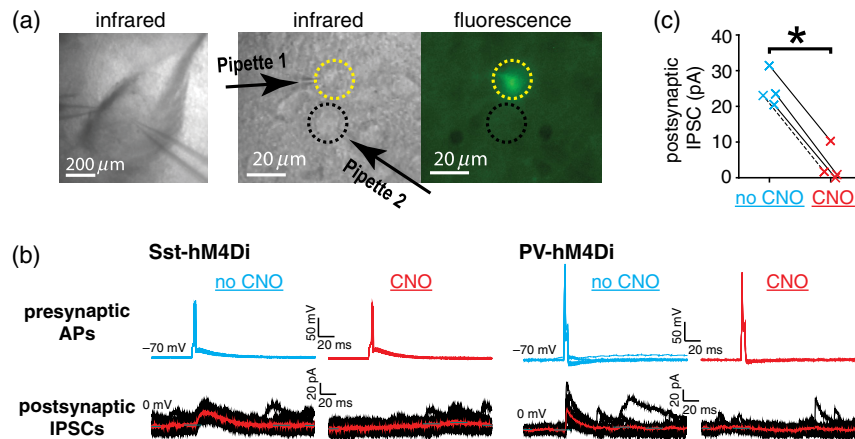 (a)
infrared
infrared
fluorescence
Pipette 1
Pipette 2
200 μm
20 μm
20 μm
(c)
*
postsynaptic
IPSC (pA)
40
30
20
10
0
no CNO
CNO
(b)
Sst-hM4Di
PV-hM4Di
no CNO
CNO
no CNO
CNO
presynaptic
APs
−70 mV
50 mV
20 ms
−70 mV
50 mV
20 ms
postsynaptic
IPSCs
0 mV
20 pA
20 ms
0 mV
20 pA
20 ms